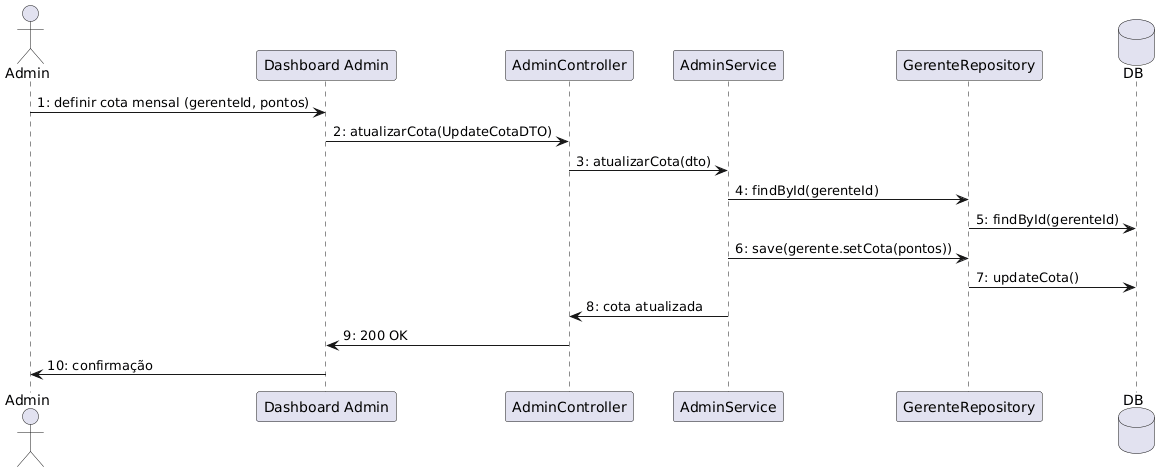 Admin
Dashboard Admin
AdminController
AdminService
GerenteRepository
DB
1: definir cota mensal (gerenteId, pontos)
2: atualizarCota(UpdateCotaDTO)
3: atualizarCota(dto)
4: findById(gerenteId)
5: findById(gerenteId)
6: save(gerente.setCota(pontos))
7: updateCota()
8: cota atualizada
9: 200 OK
10: confirmação
Admin
Dashboard Admin
AdminController
AdminService
GerenteRepository
DB